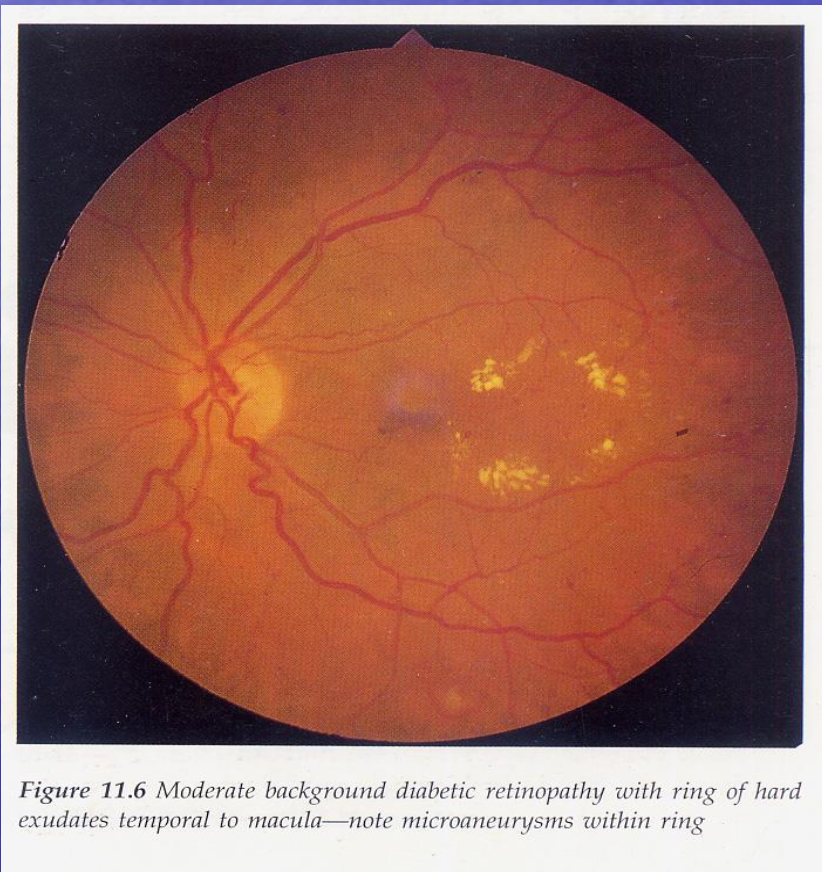 Figure 11.6 Moderate background diabetic retinopathy with ring of hard
exudates temporal to macula—note microaneurysms within ring